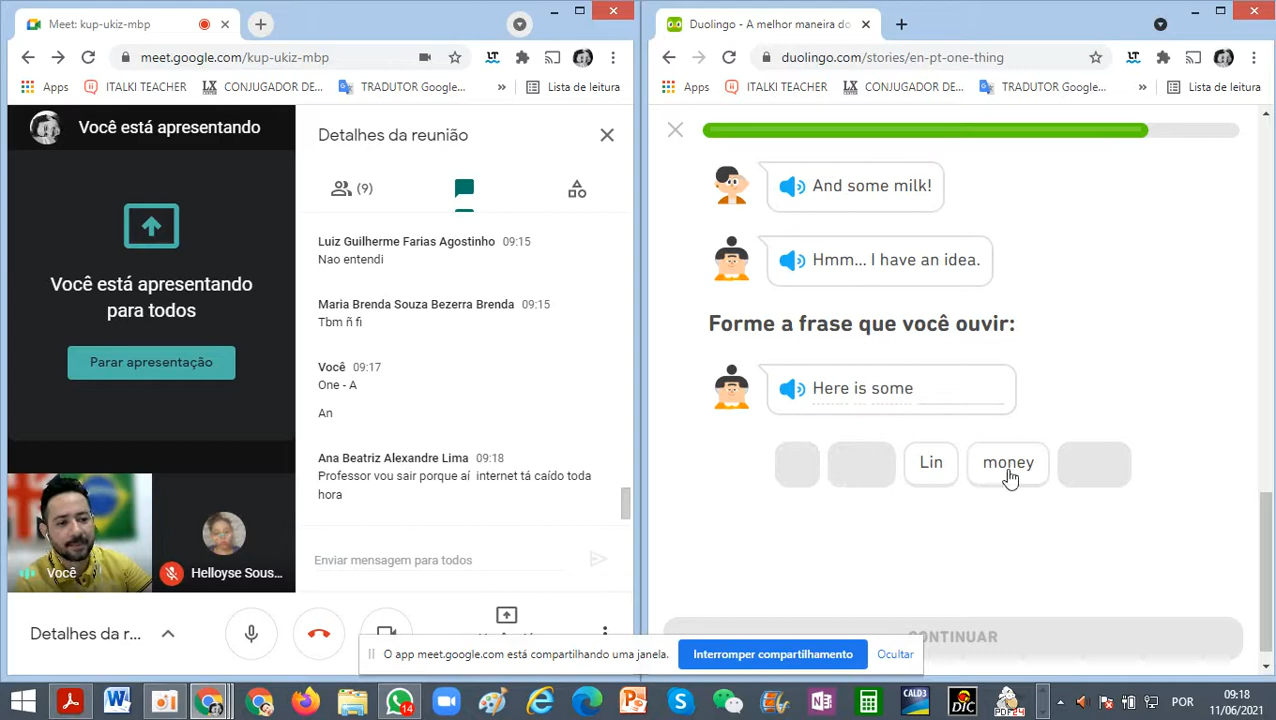 Meet: kup-ukiz-mbp
meet.google.com/kup-ukiz-mbp
Apps ITALKI TEACHER LX CONJUGADOR DE... TRADUTOR Google... » Lista de leitura
Você está apresentando
Você está apresentando
para todos
Parar apresentação
Você
Helloyse Sous...
Detalhes da reunião
(9)
Luiz Guilherme Farias Agostinho 09:15
Nao entendi
Maria Brenda Souza Bezerra Brenda 09:15
Tbm ñ fi
Você 09:17
One - A
An
Ana Beatriz Alexandre Lima 09:18
Professor vou sair porque aí internet tá caído toda
hora
Enviar mensagem para todos
Detalhes da r...
Duolingo - A melhor maneira do
duolingo.com/stories/en-pt-one-thing
Apps ITALKI TEACHER LX CONJUGADOR DE... TRADUTOR Google... » Lista de leitura
And some milk!
Hmm... I have an idea.
Forme a frase que você ouvir:
Here is some
Lin money
CONTINUAR
O app meet.google.com está compartilhando uma janela. Interromper compartilhamento Ocultar
14
CALD3
DIC
PDF24
POR
09:18
11/06/2021